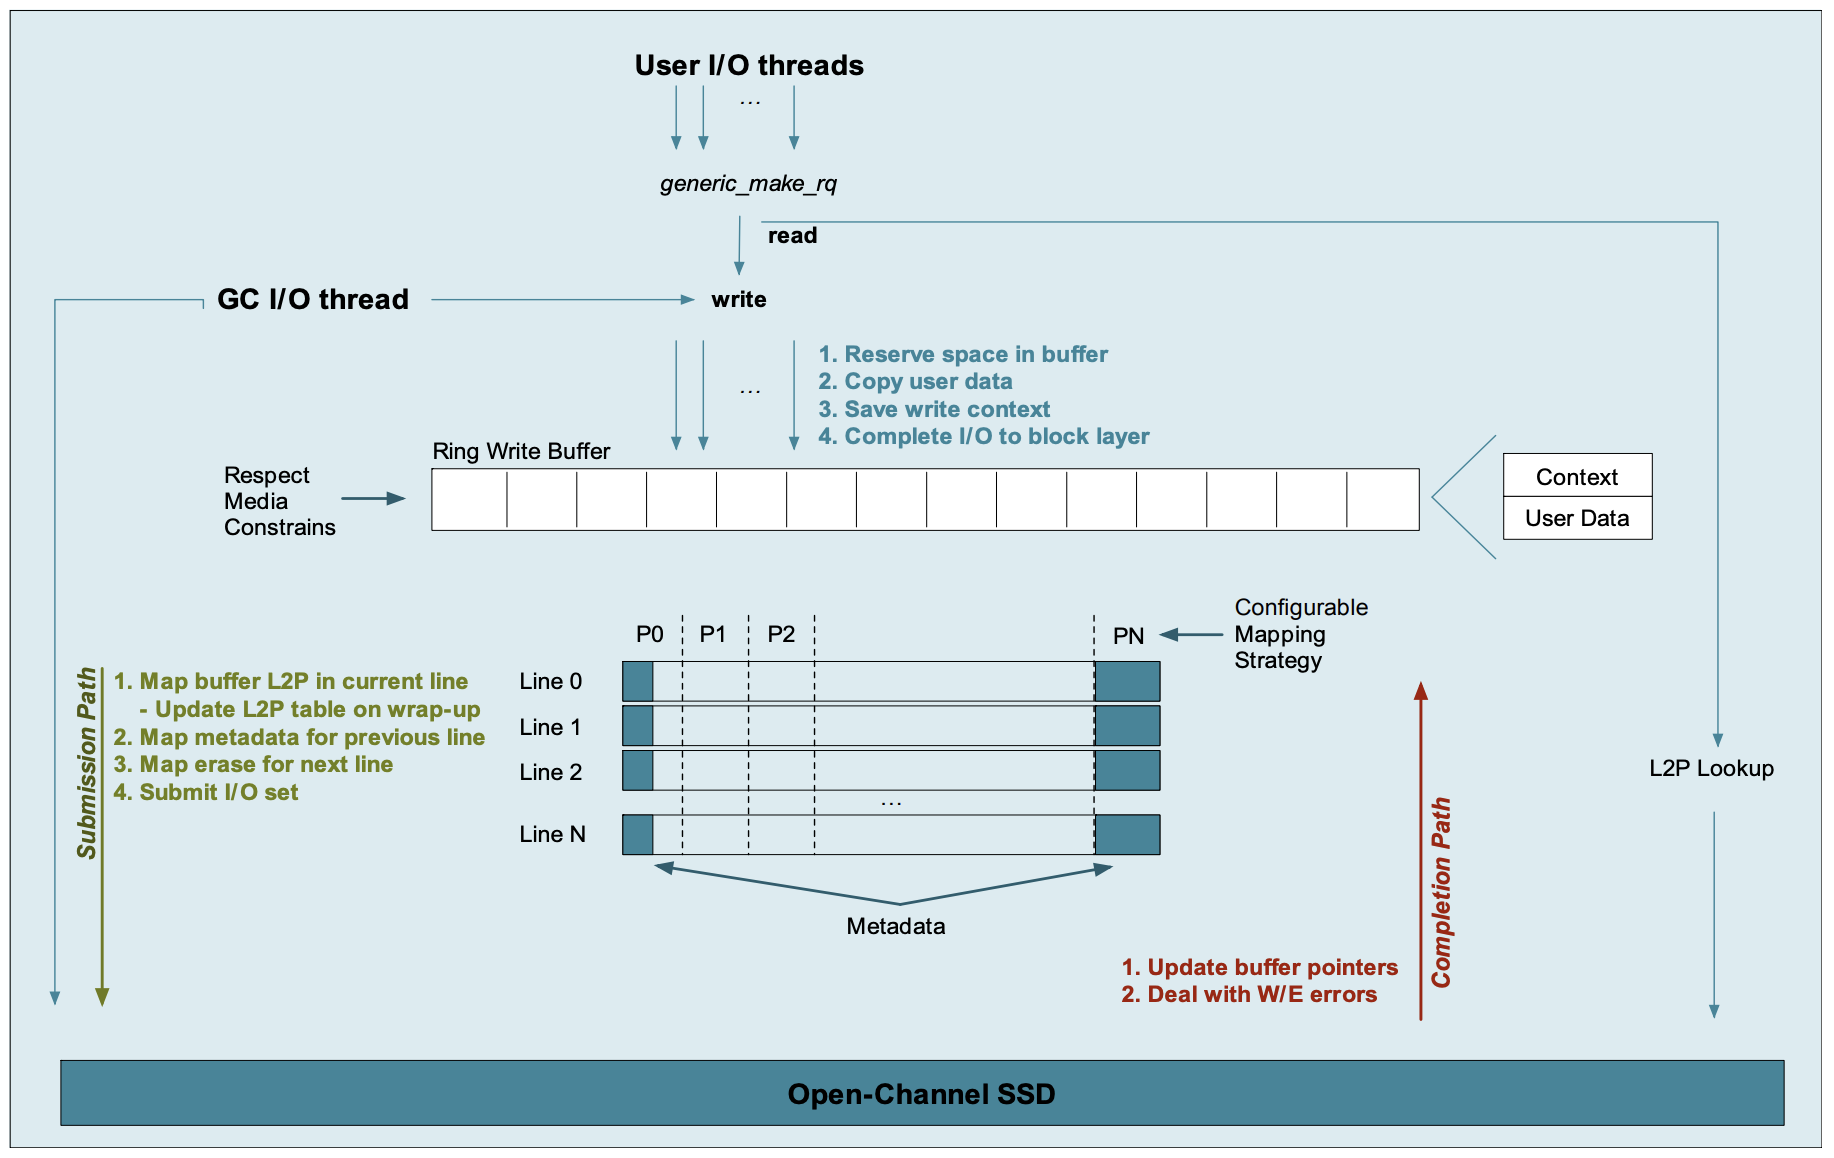 User I/O threads
...
generic_make_rq
read
GC I/O thread
write
1. Reserve space in buffer
2. Copy user data
...
3. Save write context
4. Complete I/O to block layer
Ring Write Buffer
Respect
Media
Constrains
Context
User Data
Configurable
Mapping
Strategy
P0
P1
P2
PN
Line 0
Line 1
Line 2
...
Line N
Metadata
Submission Path
1. Map buffer L2P in current line
- Update L2P table on wrap-up
2. Map metadata for previous line
3. Map erase for next line
4. Submit I/O set
L2P Lookup
Completion Path
1. Update buffer pointers
2. Deal with W/E errors
Open-Channel SSD